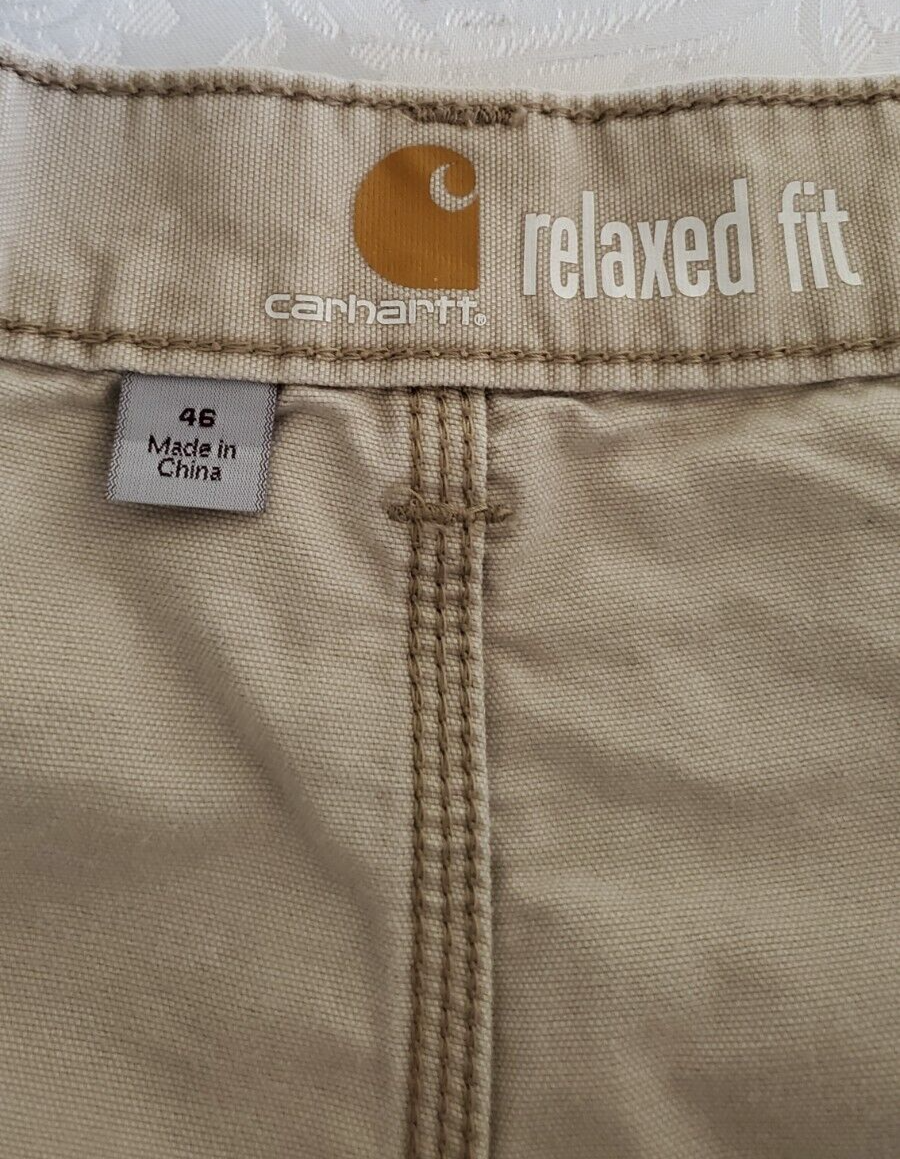 carhartt® relaxed fit
46
Made in
China